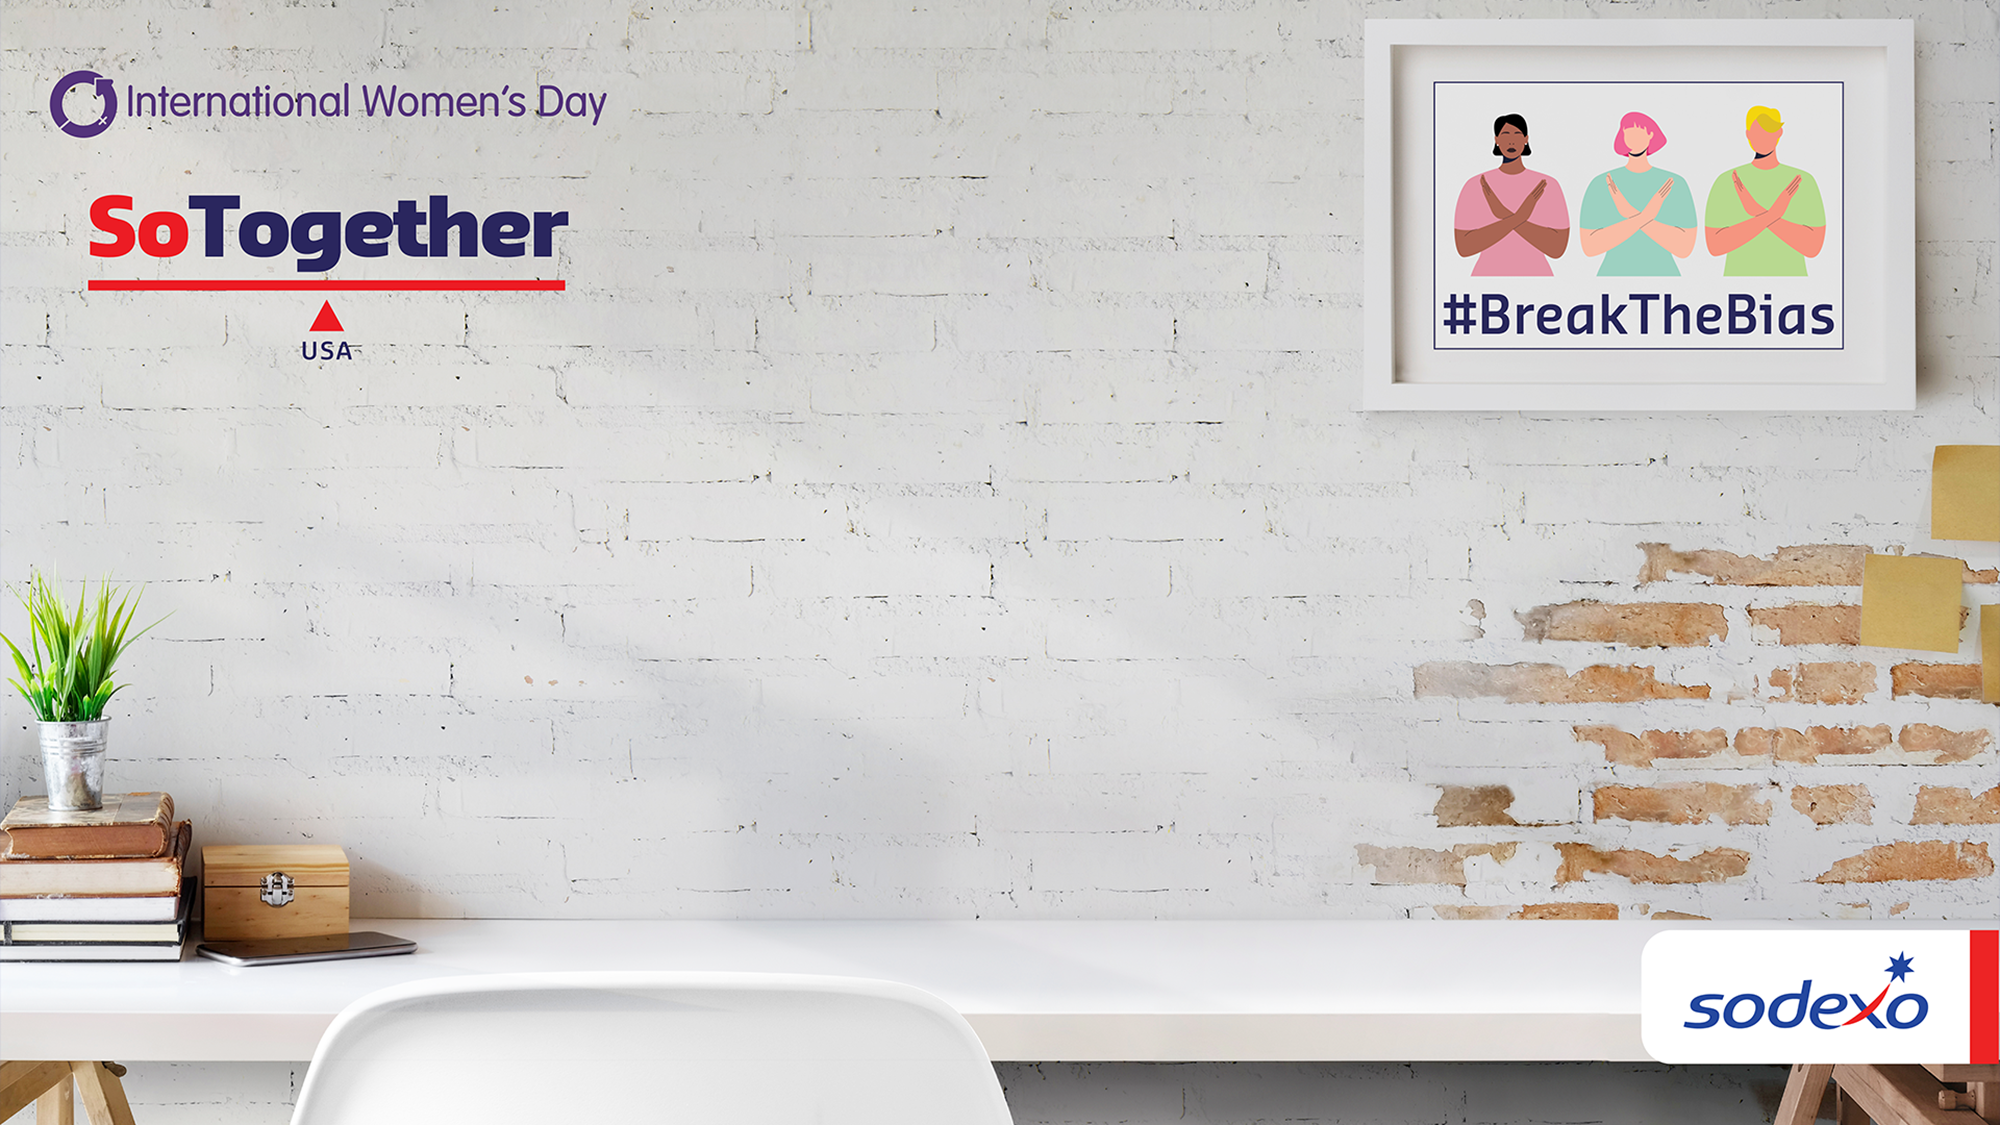 International Women's Day
SoTogether
USA
#BreakTheBias
sodexo